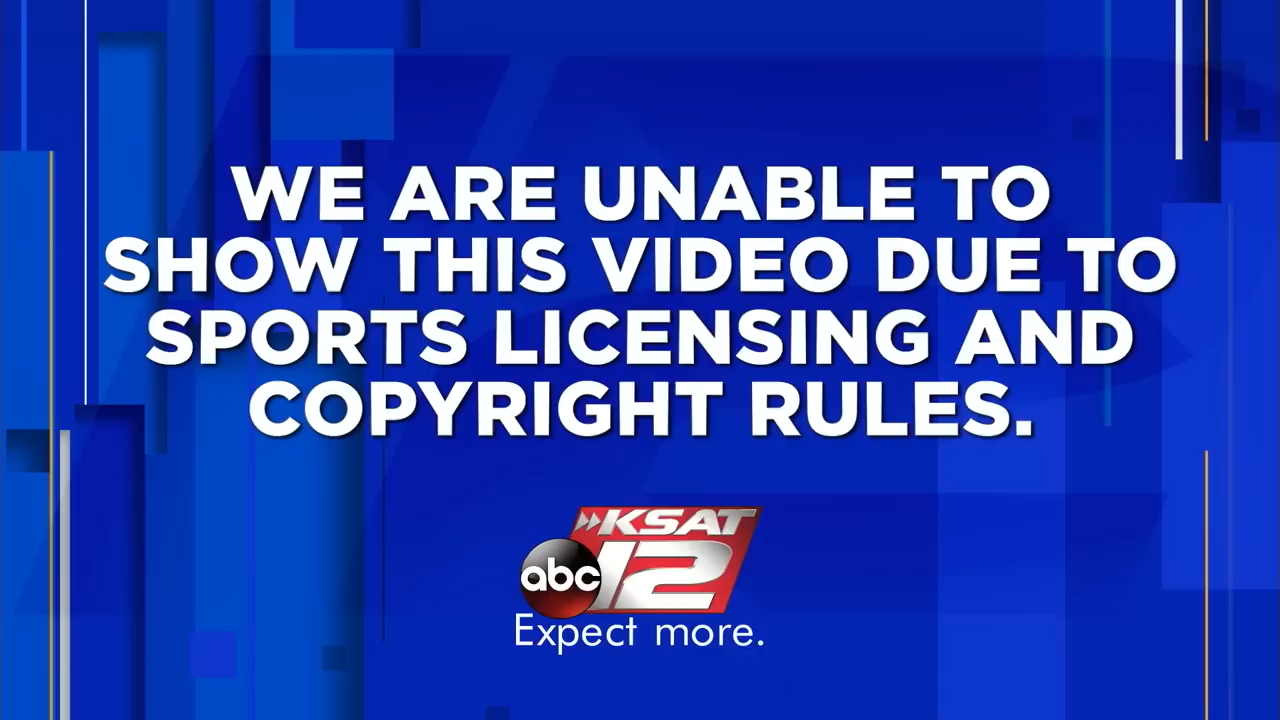 WE ARE UNABLE TO
SHOW THIS VIDEO DUE TO
SPORTS LICENSING AND
COPYRIGHT RULES.
KSAT
abc 12
Expect more.